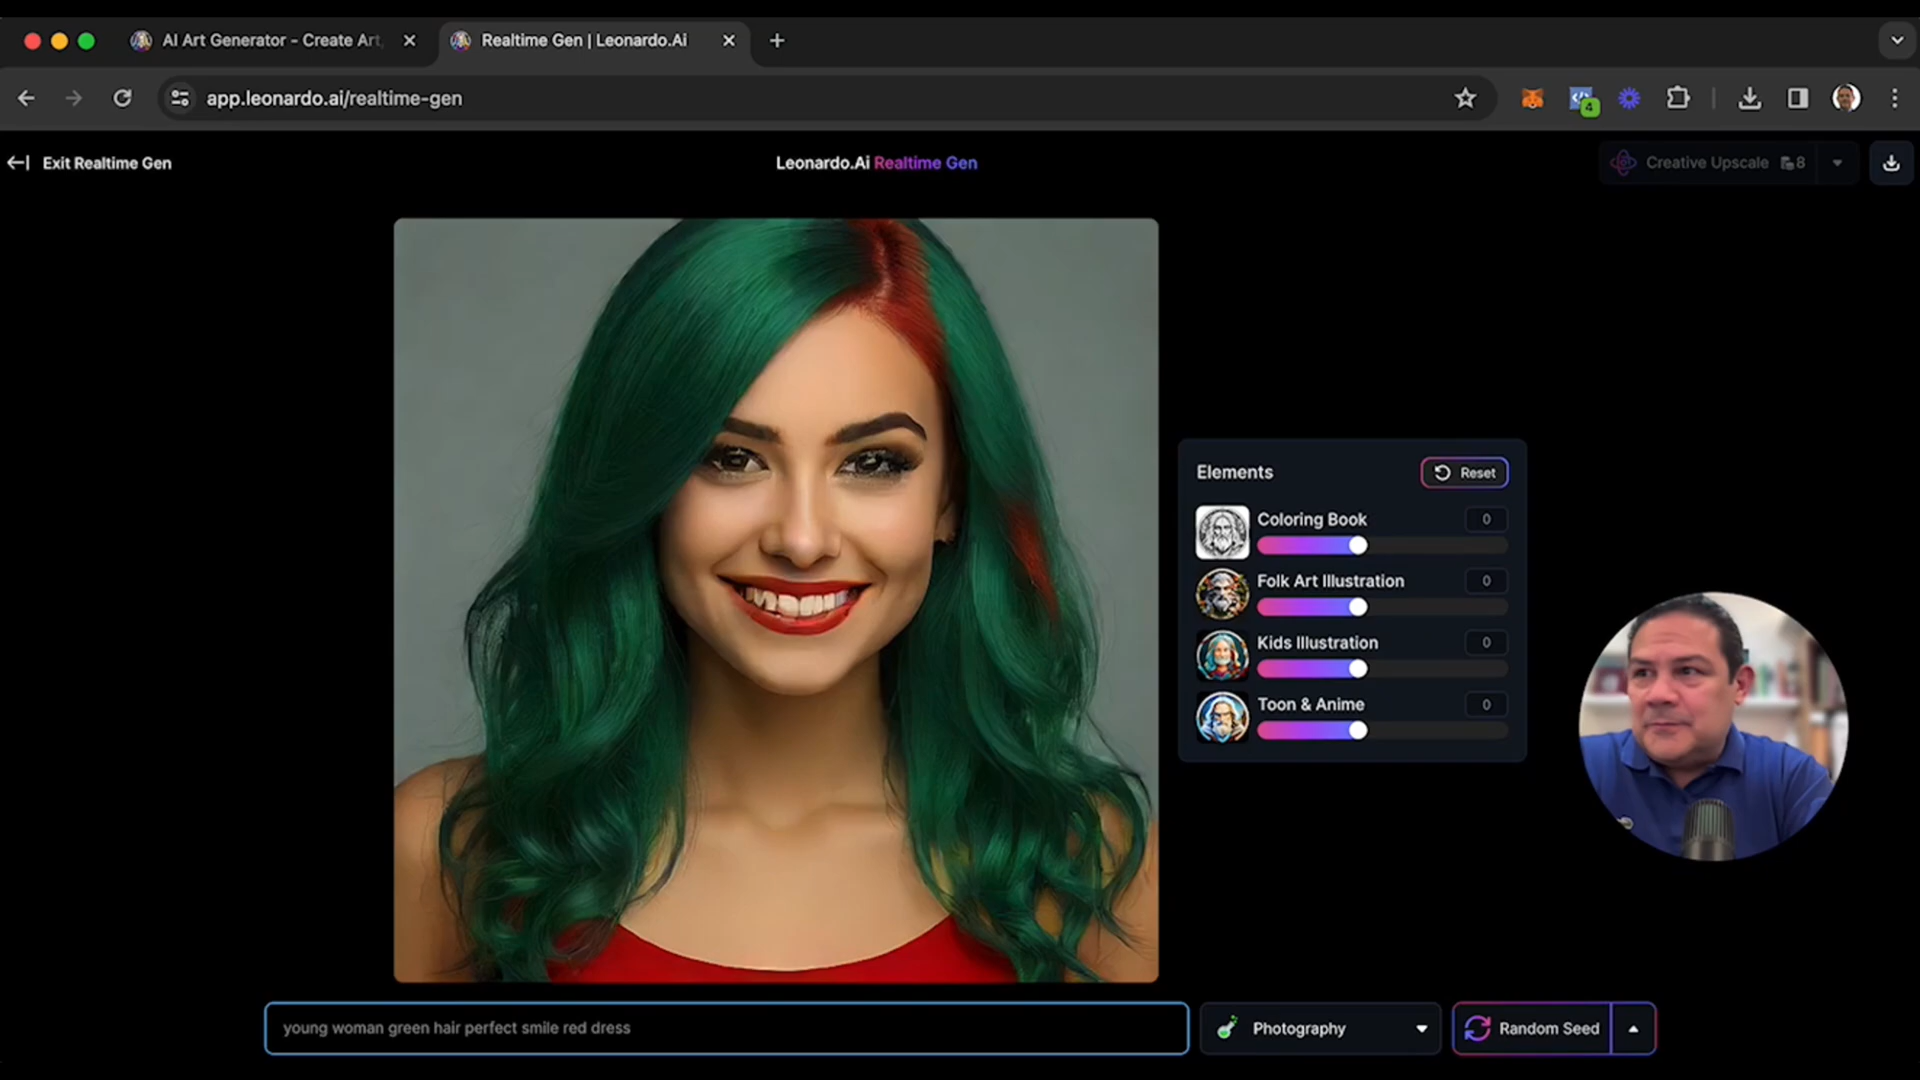 AI Art Generator - Create Art,
Realtime Gen | Leonardo.Ai
app.leonardo.ai/realtime-gen
4
Exit Realtime Gen
Leonardo.Ai Realtime Gen
Creative Upscale 8
Elements
Reset
Coloring Book 0
Folk Art Illustration 0
Kids Illustration 0
Toon & Anime 0
young woman green hair perfect smile red dress
Photography
Random Seed